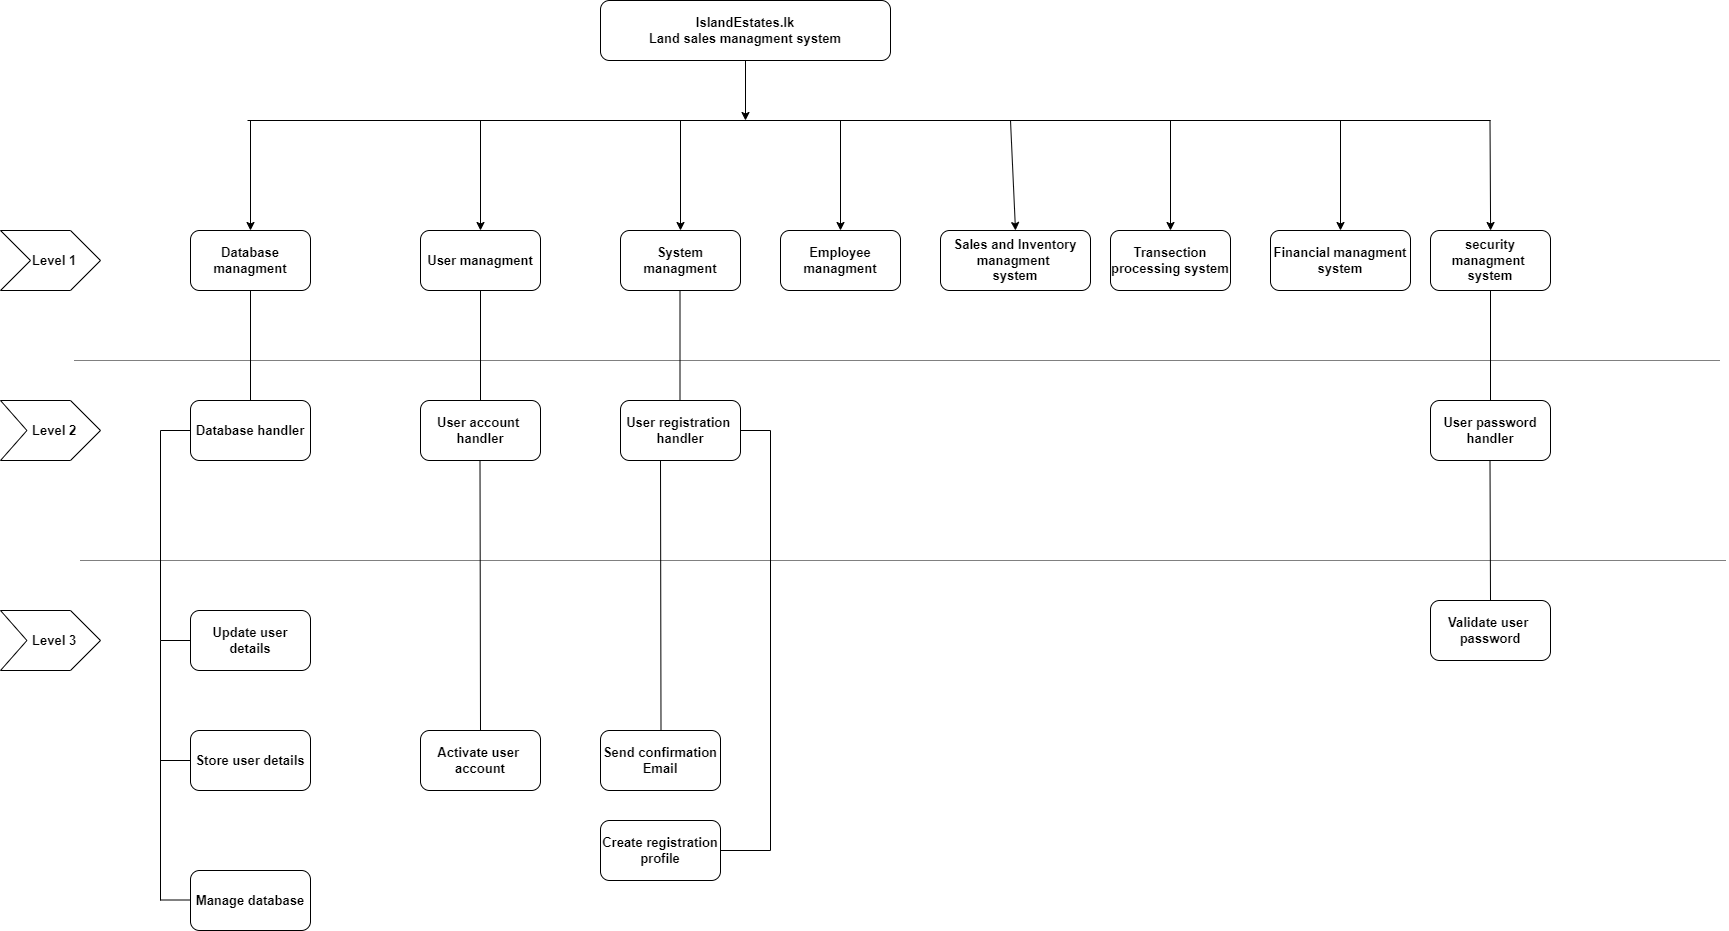 IslandEstates.lk
Land sales managment system
Level 1
Database
managment
User managment
System
managment
Employee
managment
Sales and Inventory
managment
system
Transection
processing system
Financial managment
system
security
managment
system
Level 2
Database handler
User account
handler
User registration
handler
User password
handler
Level 3
Update user
details
Validate user
password
Store user details
Activate user
account
Send confirmation
Email
Create registration
profile
Manage database